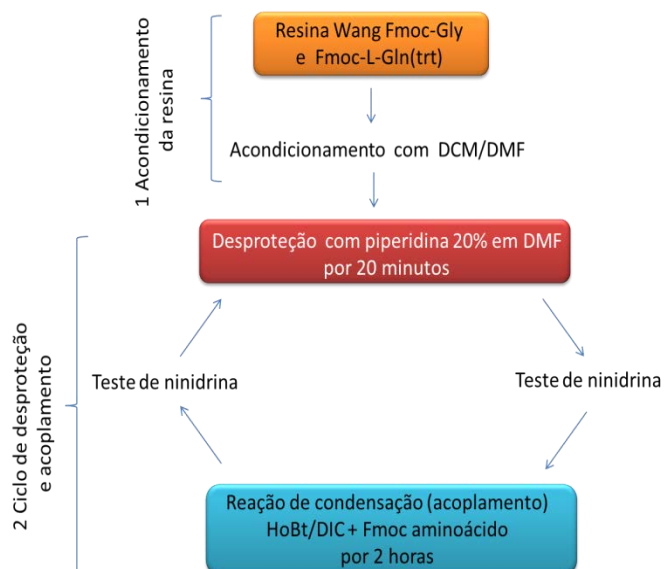 Resina Wang Fmoc-Gly
e Fmoc-L-Gln(trt)
1 Acondicionamento
da resina
Acondicionamento com DCM/DMF
Desproteção com piperidina 20% em DMF
por 20 minutos
2 Ciclo de desproteção
e acoplamento
Teste de ninidrina
Teste de ninidrina
Reação de condensação (acoplamento)
HoBt/DIC + Fmoc aminoácido
por 2 horas